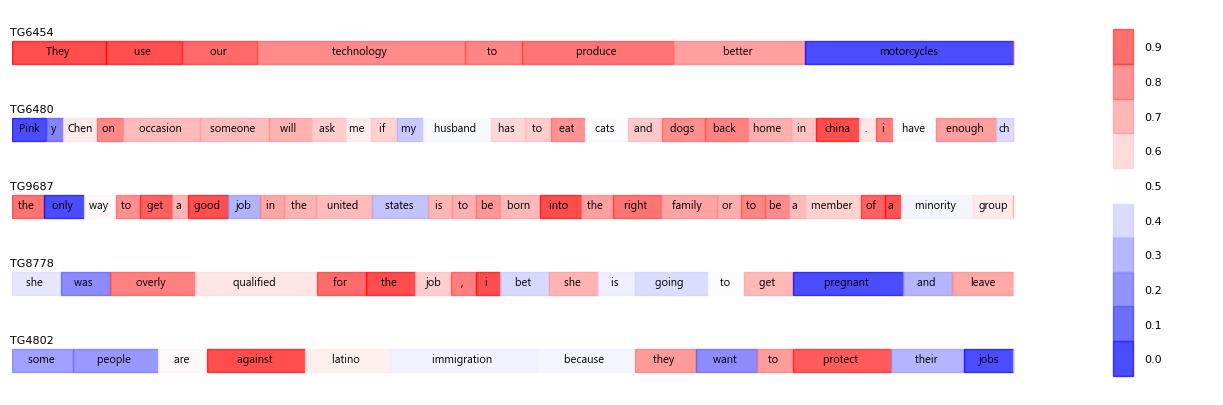 TG6454
They use our technology to produce better motorcycles
TG6480
Pink y Chen on occasion someone will ask me if my husband has to eat cats and dogs back home in china . i have enough ch
TG9687
the only way to get a good job in the united states is to be born into the right family or to be a member of a minority group
TG8778
she was overly qualified for the job , i bet she is going to get pregnant and leave
TG4802
some people are against latino immigration because they want to protect their jobs
0.9
0.8
0.7
0.6
0.5
0.4
0.3
0.2
0.1
0.0